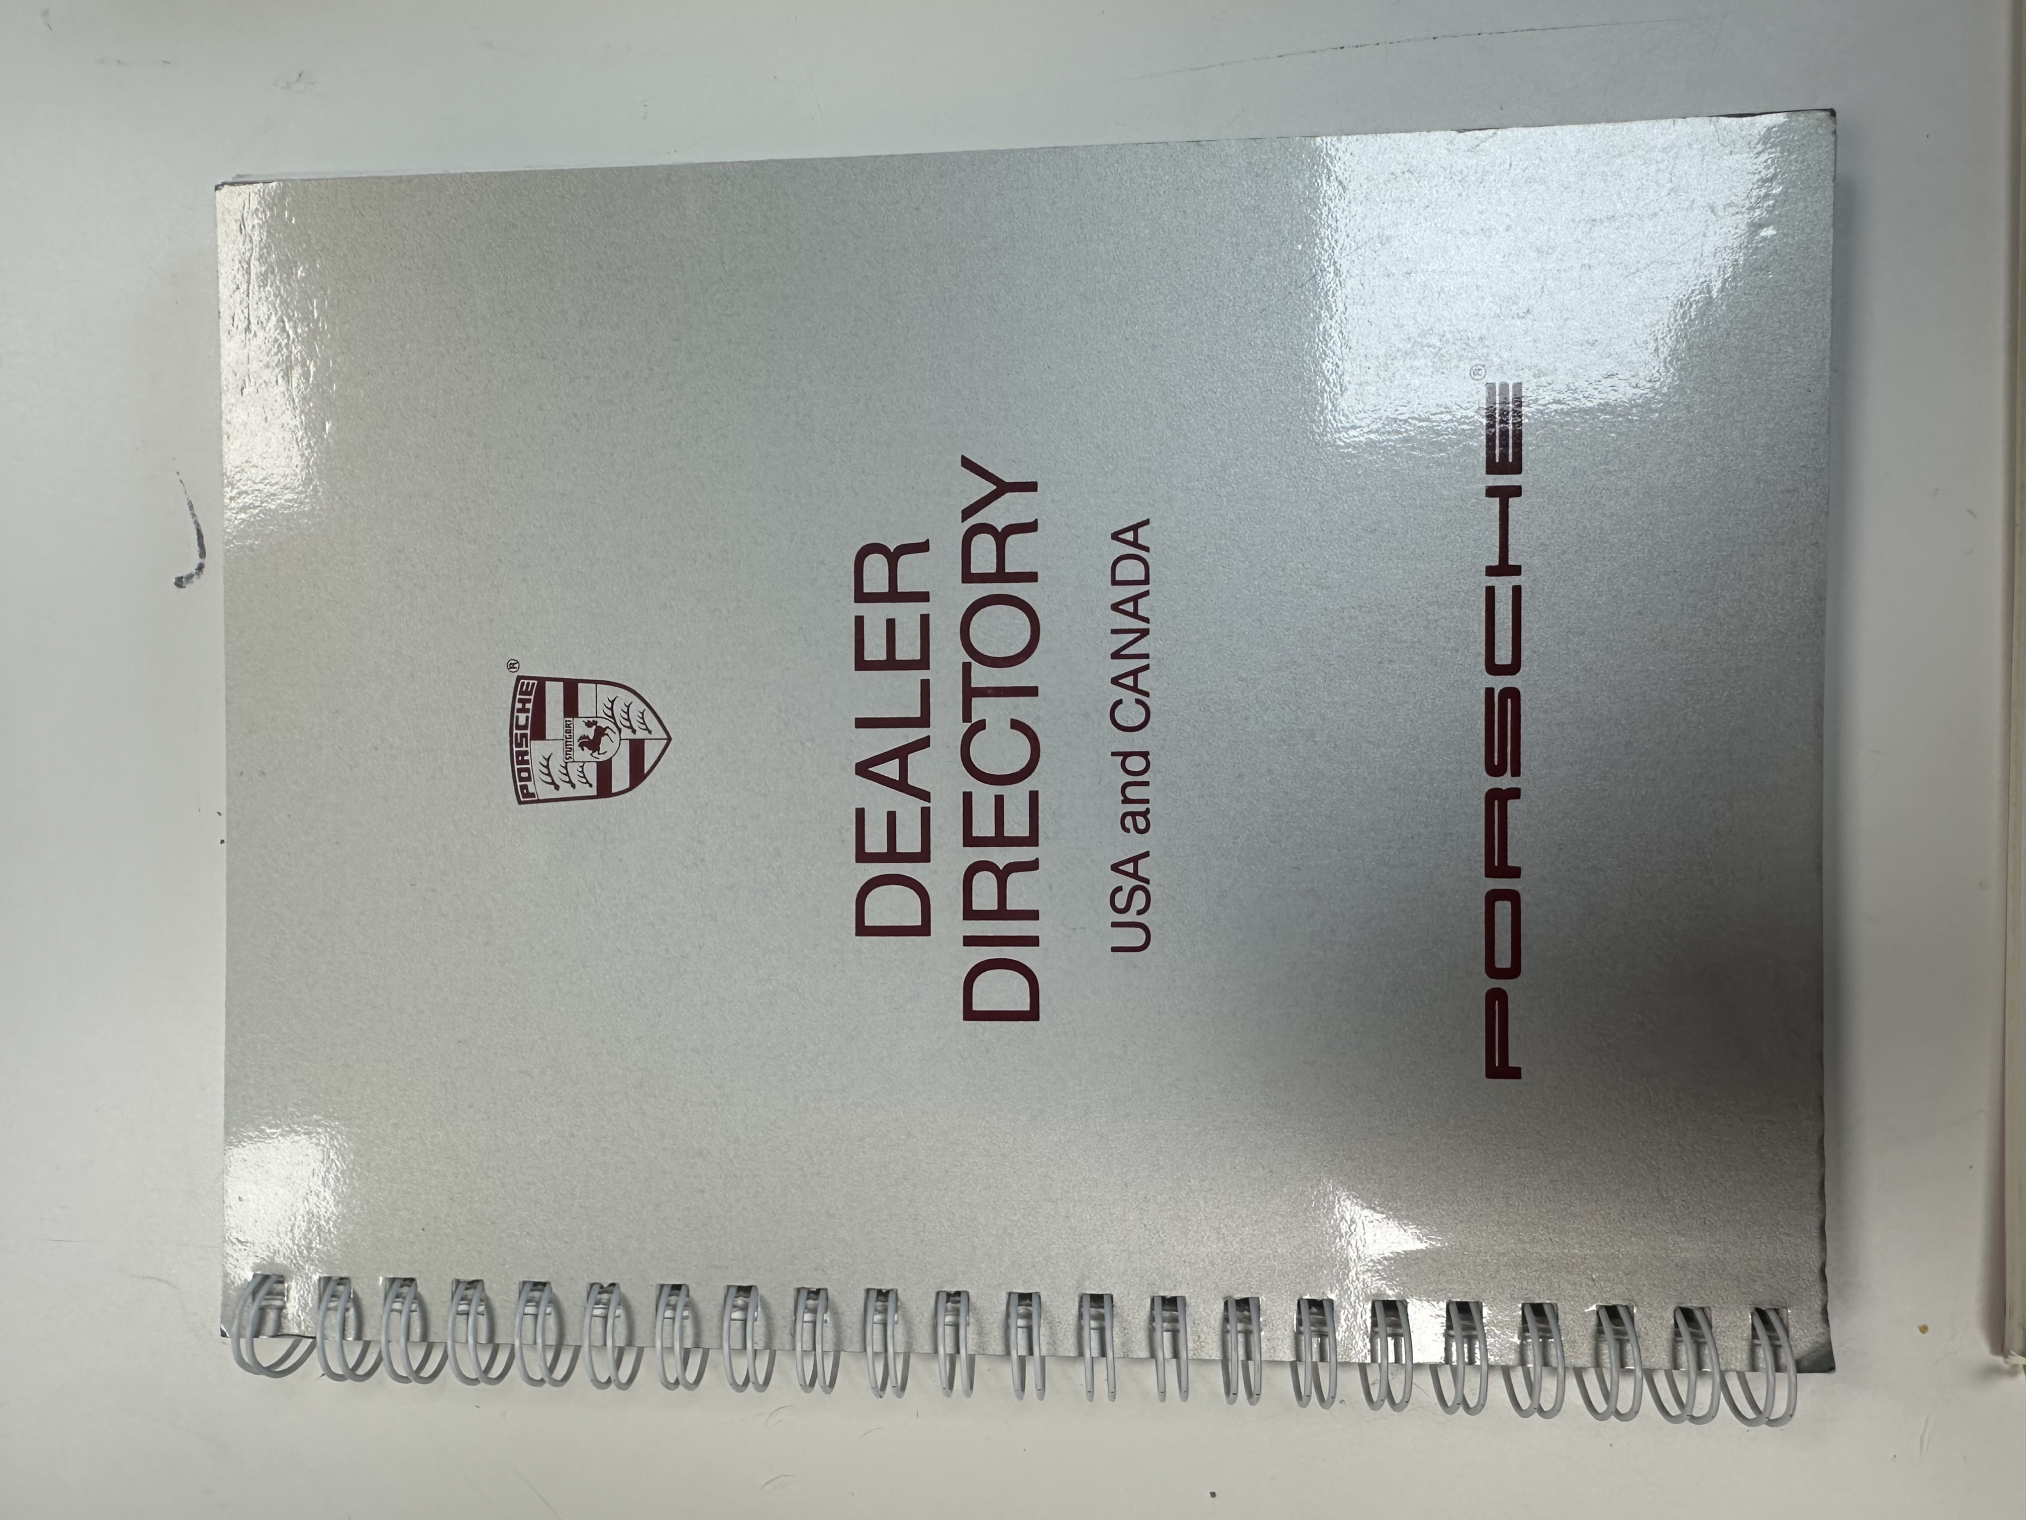 ®
PORSCHE
STUTTGART
DEALER
DIRECTORY
USA and CANADA
PORSCHE®